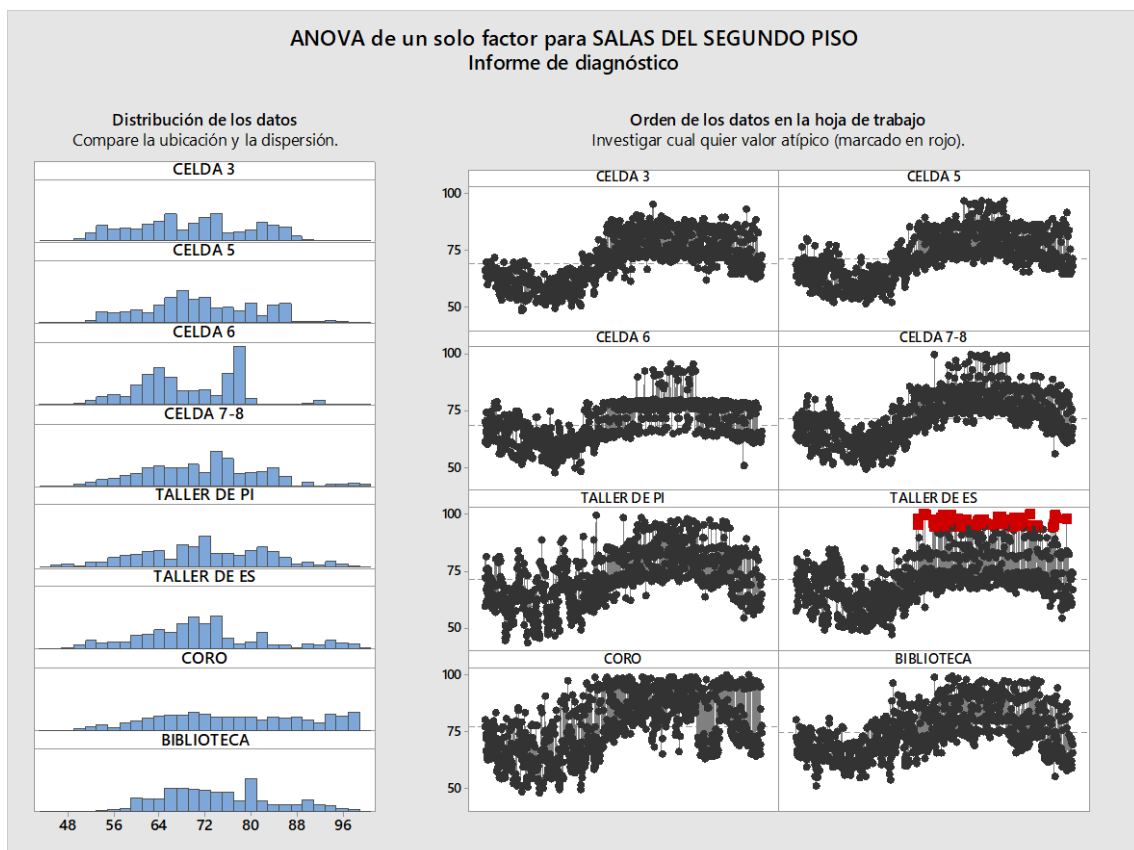 ANOVA de un solo factor para SALAS DEL SEGUNDO PISO
Informe de diagnóstico
Distribución de los datos
Compare la ubicación y la dispersión.
CELDA 3
CELDA 5
CELDA 6
CELDA 7-8
TALLER DE PI
TALLER DE ES
CORO
BIBLIOTECA
48 56 64 72 80 88 96
Orden de los datos en la hoja de trabajo
Investigar cual quier valor atípico (marcado en rojo).
CELDA 3 CELDA 5
100
75
50
CELDA 6 CELDA 7-8
100
75
50
TALLER DE PI TALLER DE ES
100
75
50
CORO BIBLIOTECA
100
75
50